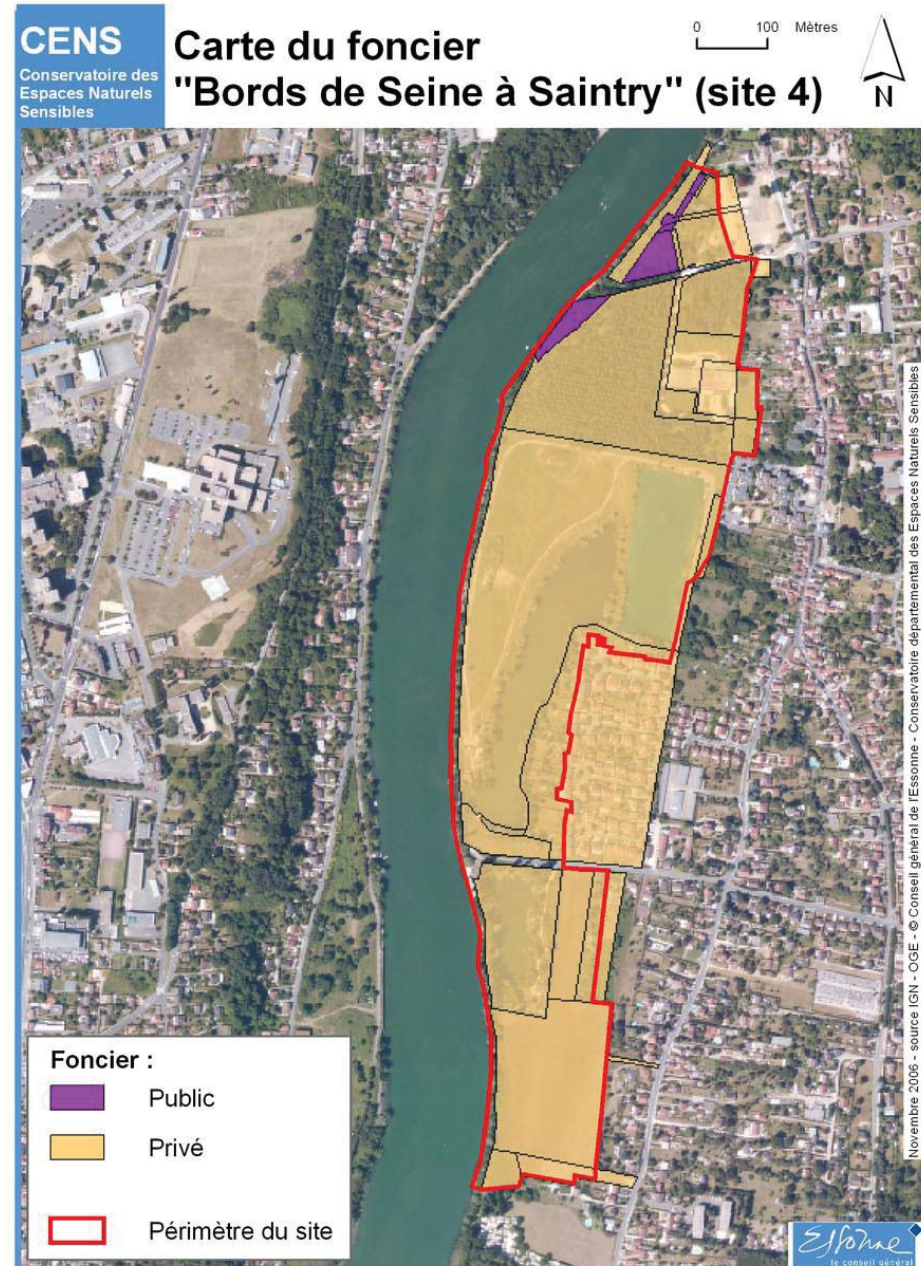 CENS
Conservatoire des
Espaces Naturels
Sensibles
Carte du foncier
"Bords de Seine à Saintry" (site 4)
0 100 Mètres
N
Foncier :
Public
Privé
Périmètre du site
Novembre 2006 - source IGN - OGE - © Conseil général de l'Essonne - Conservatoire départemental des Espaces Naturels Sensibles
Essonne
le conseil général